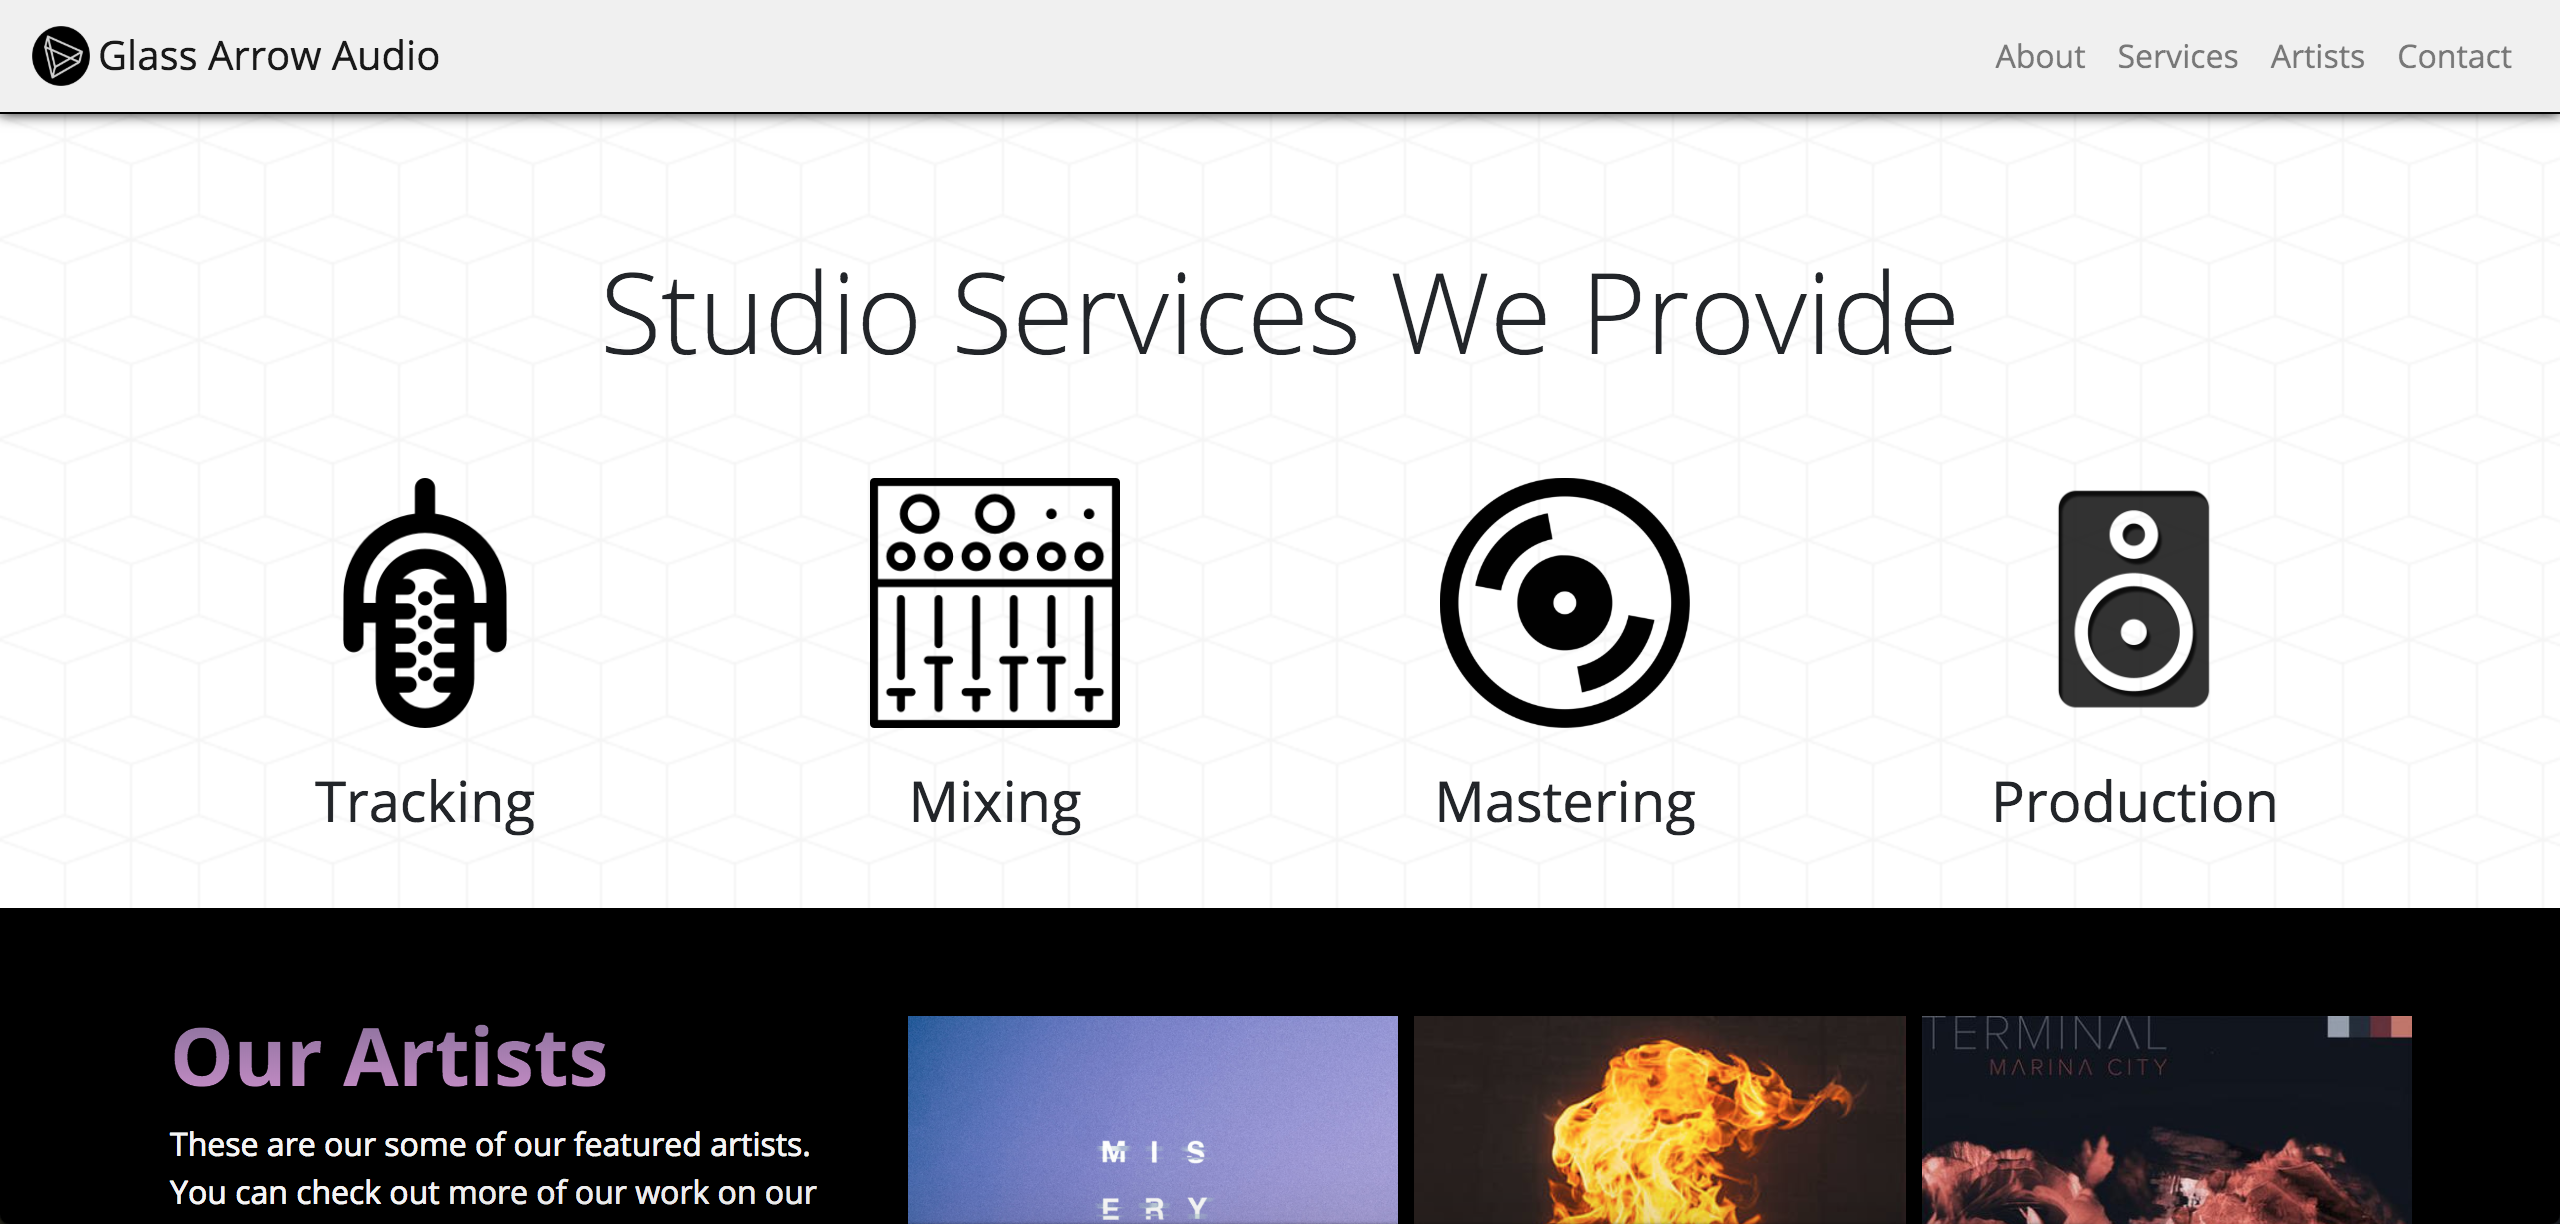 Glass Arrow Audio
About Services Artists Contact
Studio Services We Provide
Tracking Mixing Mastering Production
Our Artists
These are our some of our featured artists.
You can check out more of our work on our
MIS
ERY
TERMINAL
MARINA CITY